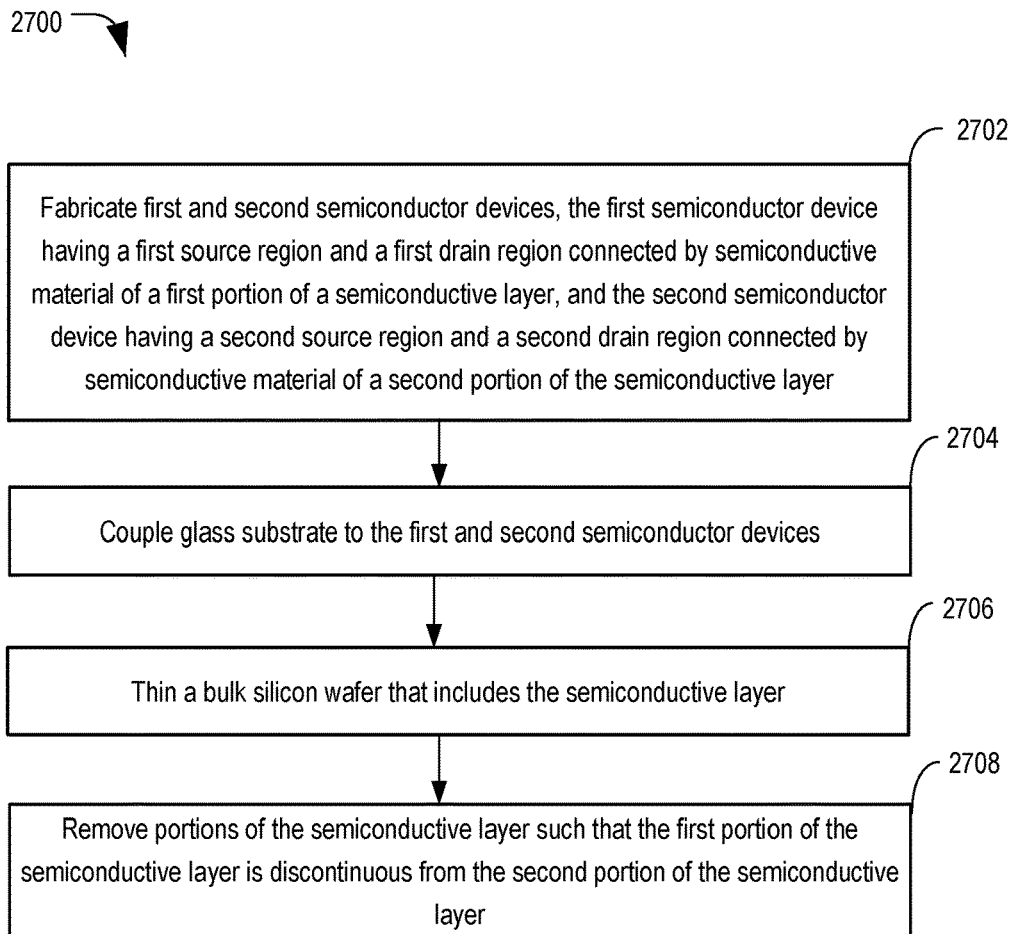 2700
2702
Fabricate first and second semiconductor devices, the first semiconductor device
having a first source region and a first drain region connected by semiconductive
material of a first portion of a semiconductive layer, and the second semiconductor
device having a second source region and a second drain region connected by
semiconductive material of a second portion of the semiconductive layer
2704
Couple glass substrate to the first and second semiconductor devices
2706
Thin a bulk silicon wafer that includes the semiconductive layer
2708
Remove portions of the semiconductive layer such that the first portion of the
semiconductive layer is discontinuous from the second portion of the semiconductive
layer